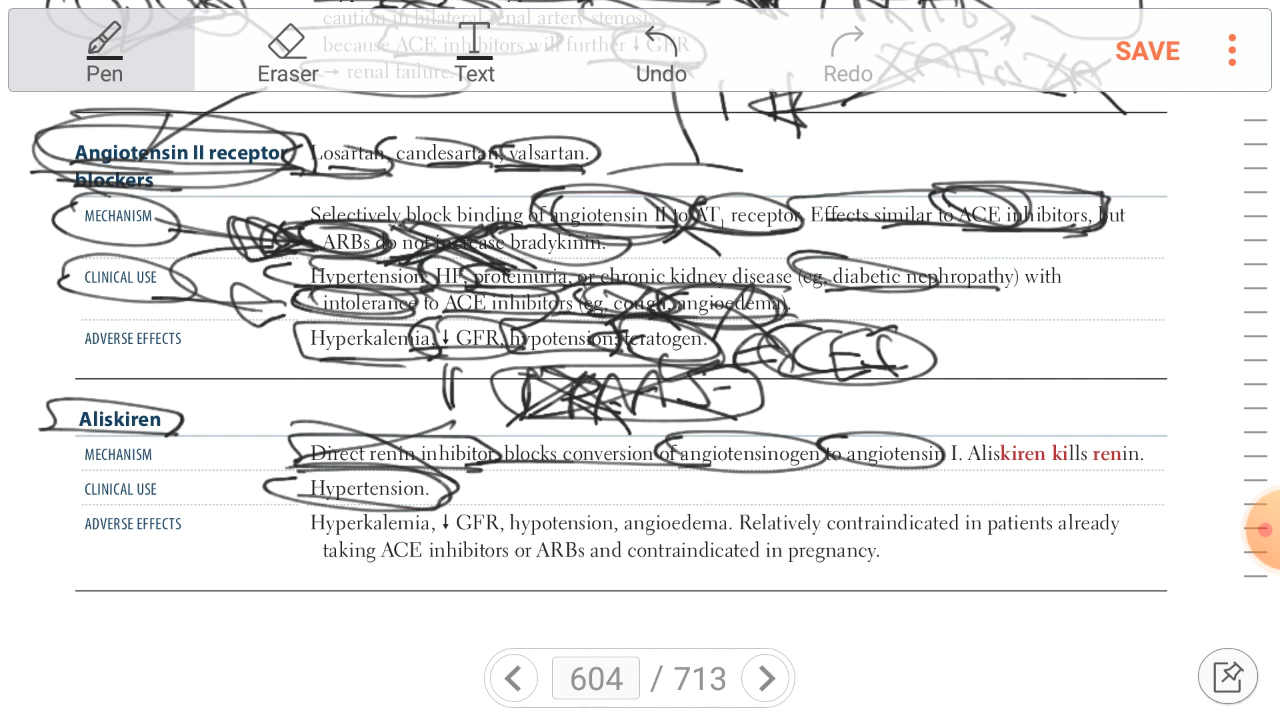 caution in bilateral renal artery stenosis
because ACE inhibitors will further ↓ GFR
→ renal failure.
Pen
Eraser
Text
Undo
Redo
SAVE
Angiotensin II receptor blockers
Losartan, candesartan, valsartan.
MECHANISM
Selectively block binding of angiotensin II to AT1 receptor. Effects similar to ACE inhibitors, but
ARBs do not increase bradykinin.
CLINICAL USE
Hypertension, HF, proteinuria, or chronic kidney disease (eg, diabetic nephropathy) with
intolerance to ACE inhibitors (eg, cough, angioedema).
ADVERSE EFFECTS
Hyperkalemia, ↓ GFR, hypotension; teratogen.
Aliskiren
MECHANISM
Direct renin inhibitor, blocks conversion of angiotensinogen to angiotensin I. Aliskiren kills renin.
CLINICAL USE
Hypertension.
ADVERSE EFFECTS
Hyperkalemia, ↓ GFR, hypotension, angioedema. Relatively contraindicated in patients already
taking ACE inhibitors or ARBs and contraindicated in pregnancy.
604 / 713